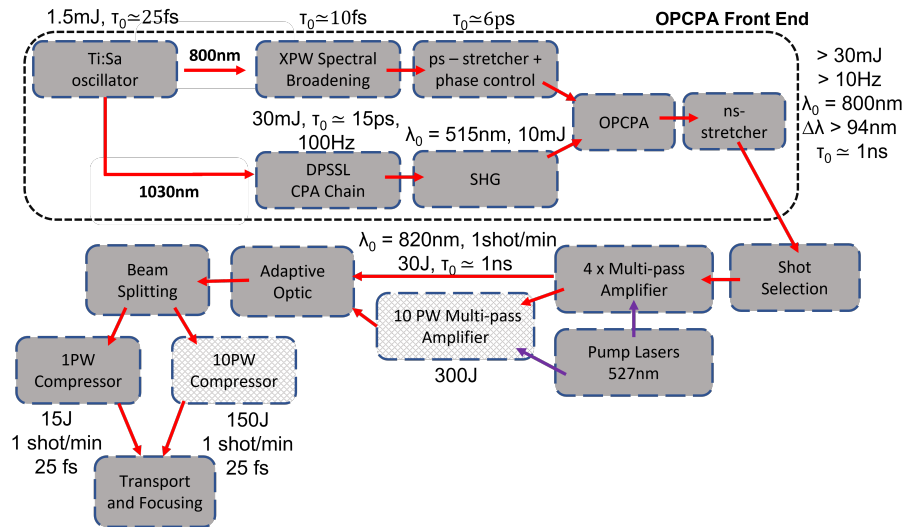 1.5mJ, τ₀≃25fs
τ₀≃10fs
τ₀≃6ps
OPCPA Front End
Ti:Sa
oscillator
800nm
XPW Spectral
Broadening
ps – stretcher +
phase control
> 30mJ
> 10Hz
λ₀ = 800nm
Δλ > 94nm
τ₀ ≃ 1ns
OPCPA
ns-
stretcher
30mJ, τ₀ ≃ 15ps,
100Hz
λ₀ = 515nm, 10mJ
1030nm
DPSSL
CPA Chain
SHG
λ₀ = 820nm, 1shot/min
30J, τ₀ ≃ 1ns
Beam
Splitting
Adaptive
Optic
4 x Multi-pass
Amplifier
Shot
Selection
10 PW Multi-pass
Amplifier
300J
Pump Lasers
527nm
1PW
Compressor
10PW
Compressor
15J
1 shot/min
25 fs
150J
1 shot/min
25 fs
Transport
and Focusing